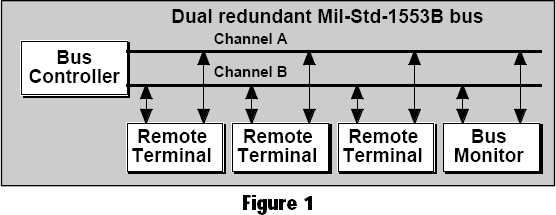 Dual redundant Mil-Std-1553B bus
Channel A
Bus
Controller
Channel B
Remote
Terminal
Remote
Terminal
Remote
Terminal
Bus
Monitor
Figure 1